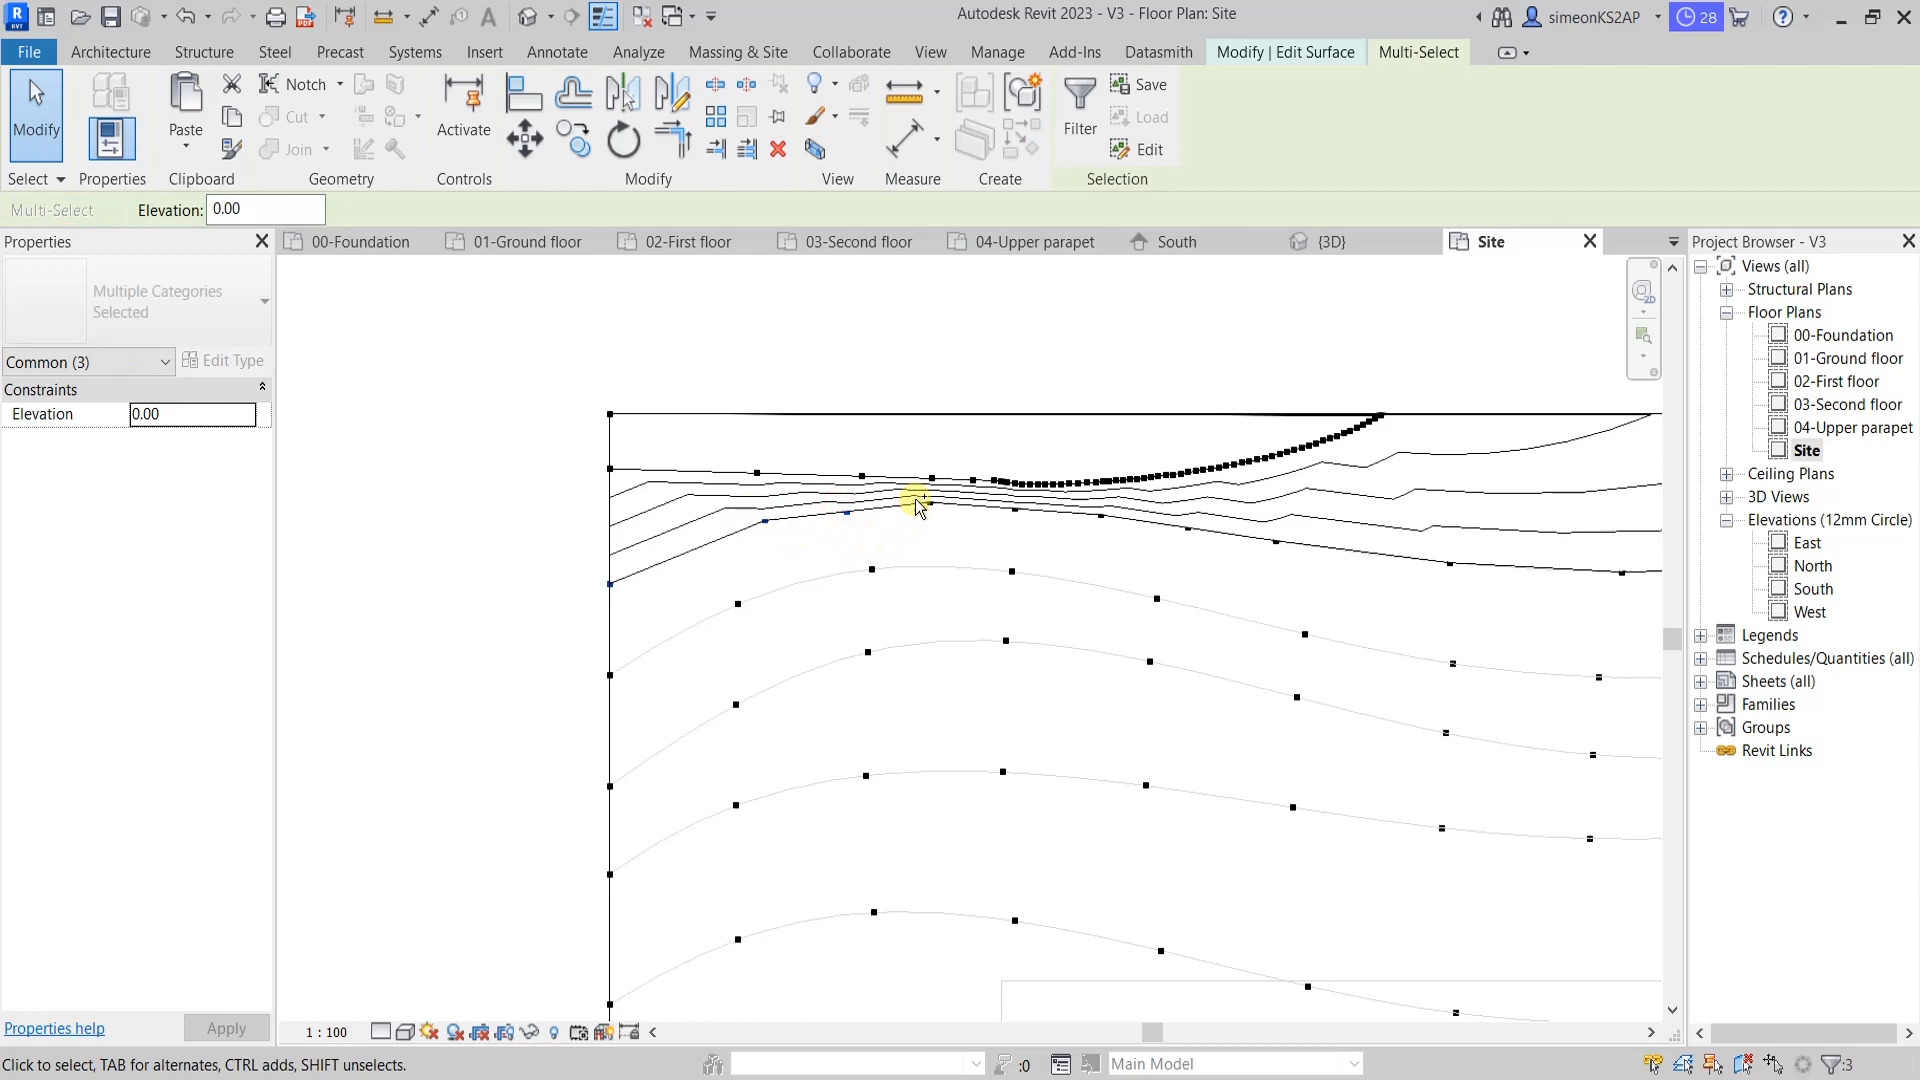 Autodesk Revit 2023 - V3 - Floor Plan: Site
simeonKS2AP
28
File Architecture Structure Steel Precast Systems Insert Annotate Analyze Massing & Site Collaborate View Manage Add-Ins Datasmith Modify | Edit Surface Multi-Select
Modify
Paste
Notch
Cut
Join
Activate
Filter
Save
Load
Edit
Select Properties Clipboard Geometry Controls Modify View Measure Create Selection
Multi-Select Elevation: 0.00
Properties
00-Foundation 01-Ground floor 02-First floor 03-Second floor 04-Upper parapet South {3D} Site
Multiple Categories
Selected
Common (3) Edit Type
Constraints
Elevation 0.00
Properties help Apply
2D
Project Browser - V3
Views (all)
Structural Plans
Floor Plans
00-Foundation
01-Ground floor
02-First floor
03-Second floor
04-Upper parapet
Site
Ceiling Plans
3D Views
Elevations (12mm Circle)
East
North
South
West
Legends
Schedules/Quantities (all)
Sheets (all)
Families
Groups
Revit Links
1 : 100
Click to select, TAB for alternates, CTRL adds, SHIFT unselects.
:0
Main Model
:3